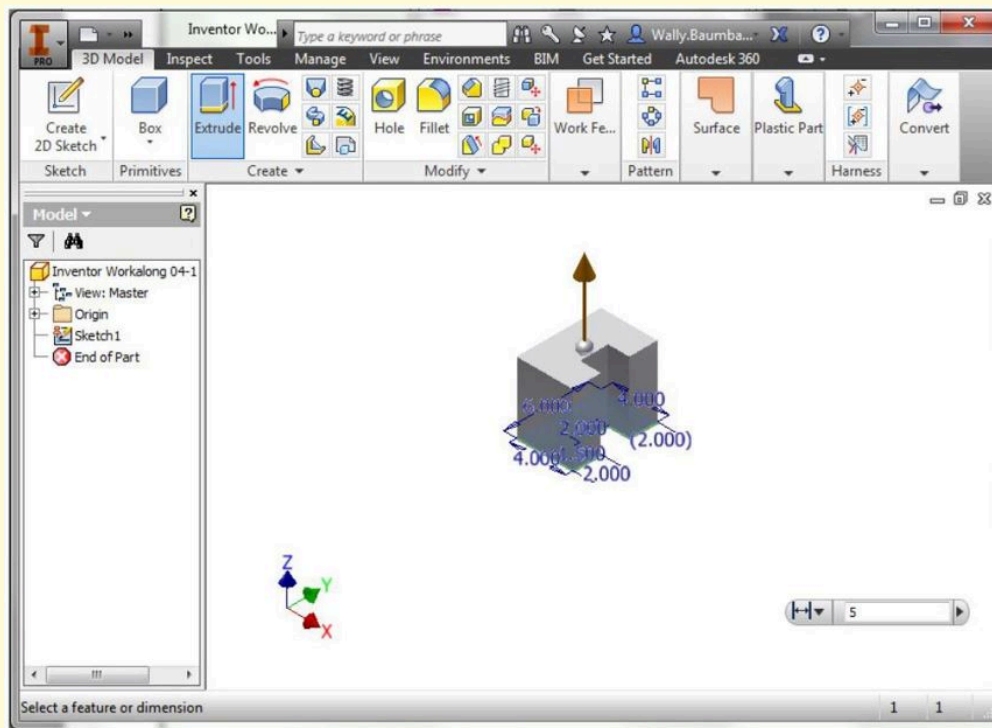 PRO
Inventor Wo...
Type a keyword or phrase
Wally.Baumba...
3D Model Inspect Tools Manage View Environments BIM Get Started Autodesk 360
Create
2D Sketch
Box
Extrude
Revolve
Hole
Fillet
Work Fe...
Surface
Plastic Part
Convert
Sketch Primitives Create Modify Pattern Harness
Model
Inventor Workalong 04-1
View: Master
Origin
Sketch1
End of Part
6.000
4.000
2.000
(2.000)
4.000
1.500
2.000
Z
Y
X
5
Select a feature or dimension
1 1